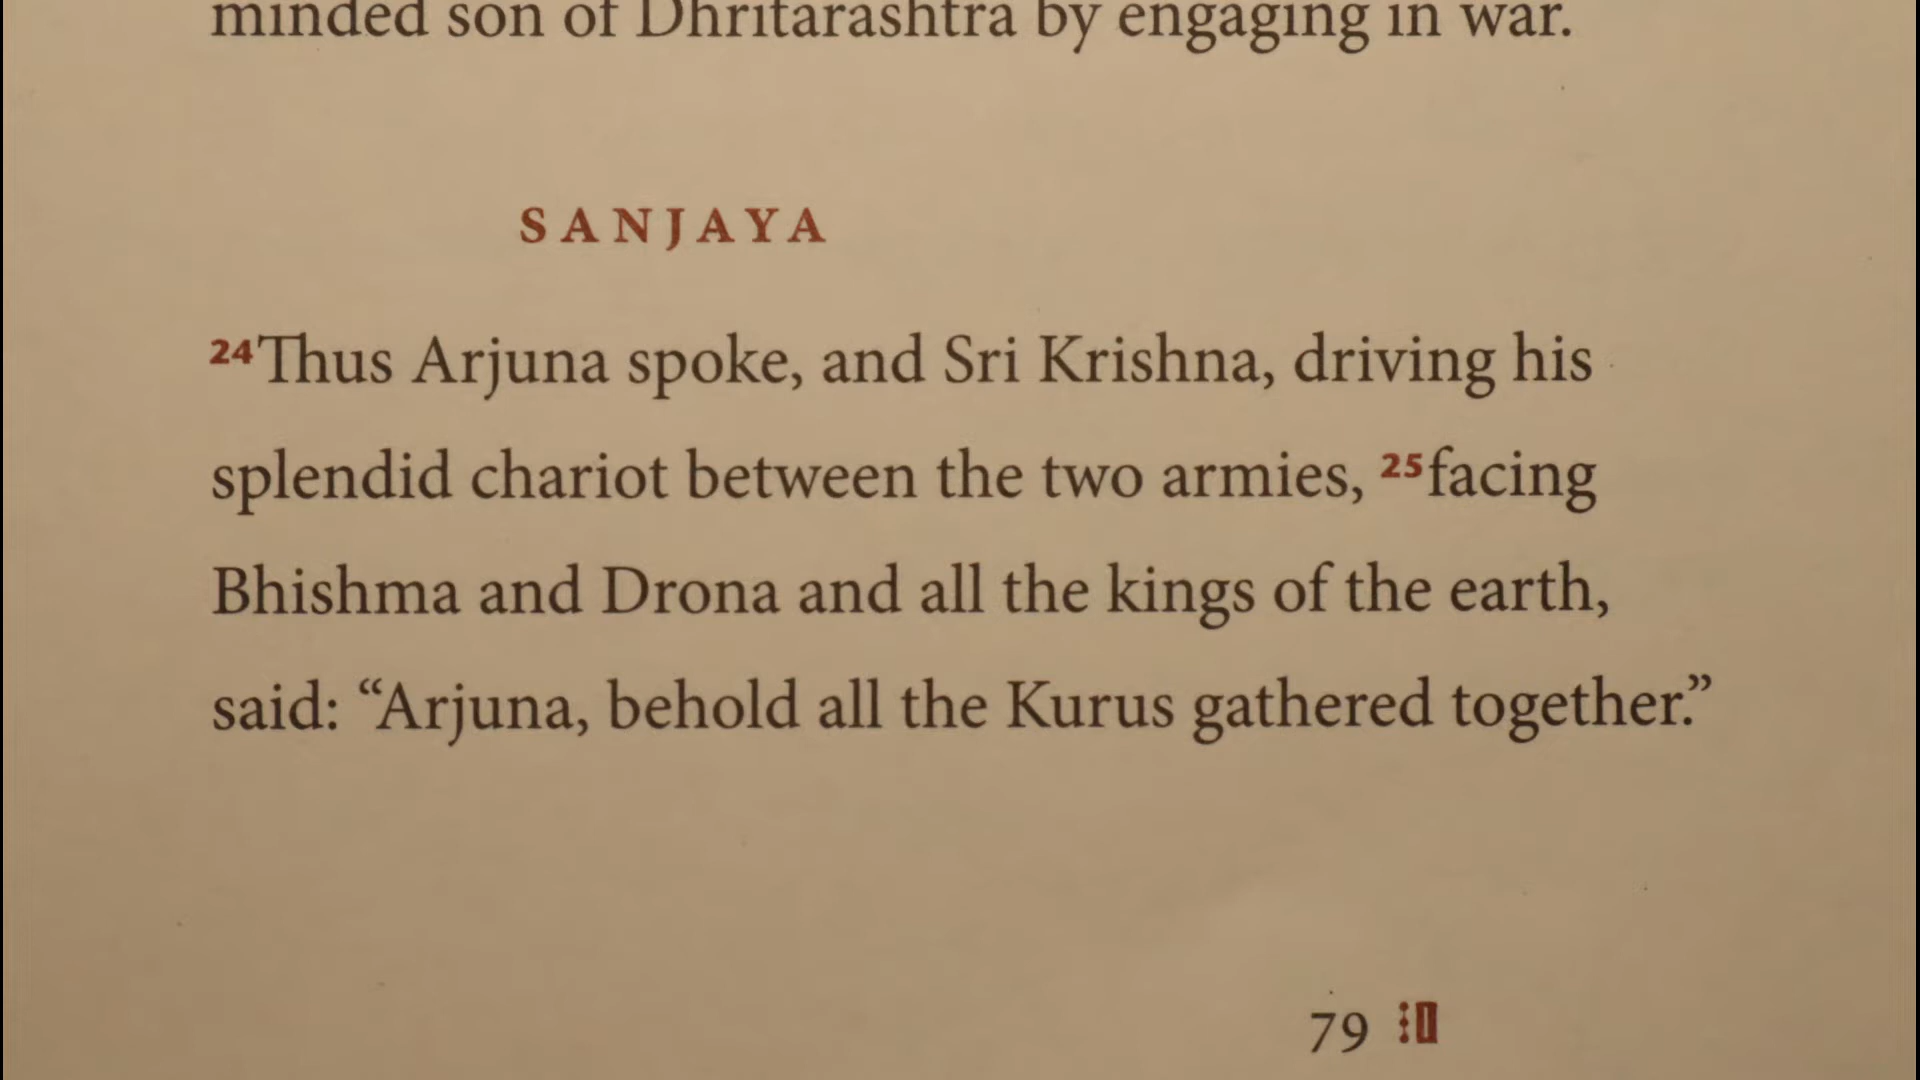 minded son of Dhritarashtra by engaging in war.
SANJAYA
24Thus Arjuna spoke, and Sri Krishna, driving his
splendid chariot between the two armies, 25facing
Bhishma and Drona and all the kings of the earth,
said: “Arjuna, behold all the Kurus gathered together.”
79